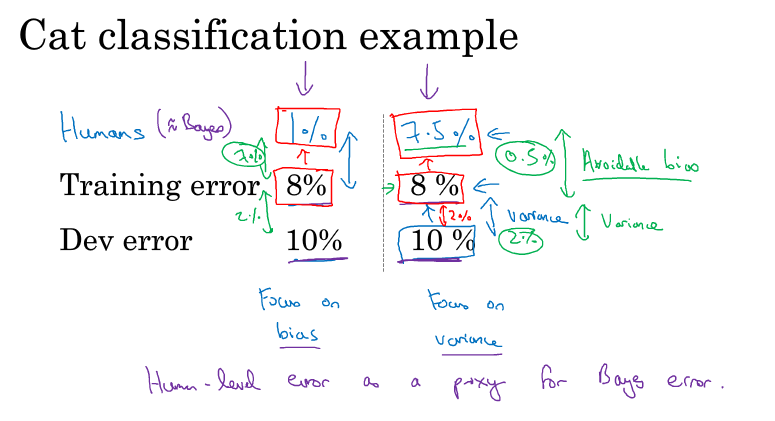 Cat classification example
Humans (≈ Bayes) 1% 7.5%
7% 0.5% Avoidable bias
Training error 8% 8 %
2% 2% Variance Variance
Dev error 10% 10 % 2%
Focus on bias
Focus on variance
Human-level error as a proxy for Bayes error.